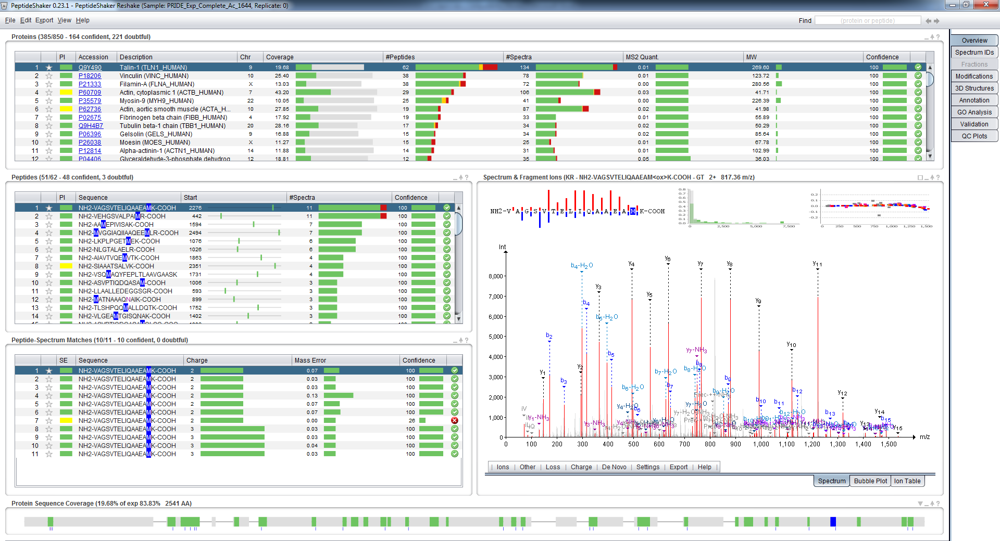 PeptideShaker 0.23.1 - PeptideShaker Reshake (Sample: PRIDE_Exp_Complete_Ac_1644, Replicate: 0)
File Edit Export View Help
Find (protein or peptide)
Proteins (385/850 - 164 confident, 221 doubtful)
PI Accession Description Chr Coverage #Peptides #Spectra MS2 Quant. MW Confidence
1 Q9Y490 Talin-1 (TLN1_HUMAN) 9 19.68 62 134 0.01 269.60 100
2 P18206 Vinculin (VINC_HUMAN) 10 25.40 38 78 0.01 123.72 100
3 P21333 Filamin-A (FLNA_HUMAN) X 13.03 38 72 0.00 280.56 100
4 P60709 Actin, cytoplasmic 1 (ACTB_HUMAN) 7 43.20 29 106 0.03 41.71 100
5 P35579 Myosin-9 (MYH9_HUMAN) 22 10.05 25 41 0.00 226.39 100
6 P62736 Actin, aortic smooth muscle (ACTA_H... 10 27.85 19 87 0.02 41.98 100
7 P02675 Fibrinogen beta chain (FIBB_HUMAN) 4 17.92 19 33 0.01 55.89 100
8 Q9H4B7 Tubulin beta-1 chain (TBB1_HUMAN) 20 28.16 17 34 0.02 50.29 100
9 P06396 Gelsolin (GELS_HUMAN) 9 16.88 15 34 0.02 85.64 100
10 P26038 Moesin (MOES_HUMAN) X 11.27 15 25 0.01 67.78 100
11 P12814 Alpha-actinin-1 (ACTN1_HUMAN) 14 11.88 14 31 0.01 102.99 100
12 P04406 Glyceraldehyde-3-phosphate dehydrog 12 18.81 12 35 0.05 36.03 100
Overview
Spectrum IDs
Fractions
Modifications
3D Structures
Annotation
GO Analysis
Validation
QC Plots
Peptides (51/62 - 48 confident, 3 doubtful)
PI Sequence Start #Spectra Confidence
1 NH2-VAGSVTELIQAAEAMK-COOH 2276 11 100
2 NH2-VEHGSVALPAIMR-COOH 442 11 100
3 NH2-AAMEPIVISAK-COOH 1594 7 100
4 NH2-MVGGIAQIIAAQEEMLR-COOH 2494 7 100
5 NH2-LKPLPGETMEK-COOH 1076 6 100
6 NH2-NLGTALAELR-COOH 1026 6 100
7 NH2-AIAVTVQEMVTK-COOH 1863 4 100
8 NH2-SIAAATSALVK-COOH 2351 4 100
9 NH2-VSQMAQYFEPLTLAAVGAASK 1731 4 100
10 NH2-ASVPTIQDQASAM-COOH 1006 3 100
11 NH2-LLAALLEDEGGSGR-COOH 593 3 100
12 NH2-MATNAAAQNAIK-COOH 899 3 100
13 NH2-TLSHPQQMALLDQTK-COOH 1752 3 100
14 NH2-VLGEAMTGISQNAK-COOH 1402 3 100
Peptide-Spectrum Matches (10/11 - 10 confident, 0 doubtful)
SE Sequence Charge Mass Error Confidence
1 NH2-VAGSVTELIQAAEAMK-COOH 2 0.07 100
2 NH2-VAGSVTELIQAAEAMK-COOH 2 0.03 100
3 NH2-VAGSVTELIQAAEAMK-COOH 2 0.03 100
4 NH2-VAGSVTELIQAAEAMK-COOH 2 0.13 100
5 NH2-VAGSVTELIQAAEAMK-COOH 2 0.07 100
6 NH2-VAGSVTELIQAAEAMK-COOH 2 0.07 100
7 NH2-VAGSVTELIQAAEAMK-COOH 2 0.00 26
8 NH2-VAGSVTELIQAAEAMK-COOH 3 0.03 100
9 NH2-VAGSVTELIQAAEAMK-COOH 3 0.03 100
10 NH2-VAGSVTELIQAAEAMK-COOH 3 0.04 100
11 NH2-VAGSVTELIQAAEAMK-COOH 3 0.03 100
Spectrum & Fragment Ions (KR - NH2-VAGSVTELIQAAEAM<ox>K-COOH - GT 2+ 817.36 m/z)
NH2-V A G S V T E L I Q A A E A M K-COOH
0.8
0.7
0.6
0.5
0.4
0.3
0.2
0.1
0.0
0 2,500 5,000 7,500
0.2
0.1
0.0
-0.1
-0.2
0 250 500 750 1,000 1,250 1,500
Int
y6
b4-H2O y4 y7 y8 y11
8,000
y3
7,000
y5
b4 y9
b5-H2O
6,000
b2
5,000
y10
y7-NH3
b5
4,000
b8
y2
b7-H2O b8-H2O
y1
3,000
b3 b6-H2O b7 b9
b9-H2O
b12
y12
2,000
y4-H2O y7-H2O b10 b11
iV b6 b12-H2O b13 y14
iy1-NH3 b15
1,000
y3-NH3 y13 y15
0
0 100 200 300 400 500 600 700 800 900 1,000 1,100 1,200 1,300 1,400 1,500
m/z
Ions | Other | Loss | Charge | De Novo | Settings | Export | Help
Spectrum Bubble Plot Ion Table
Protein Sequence Coverage (19.68% of exp 83.83% 2541 AA)